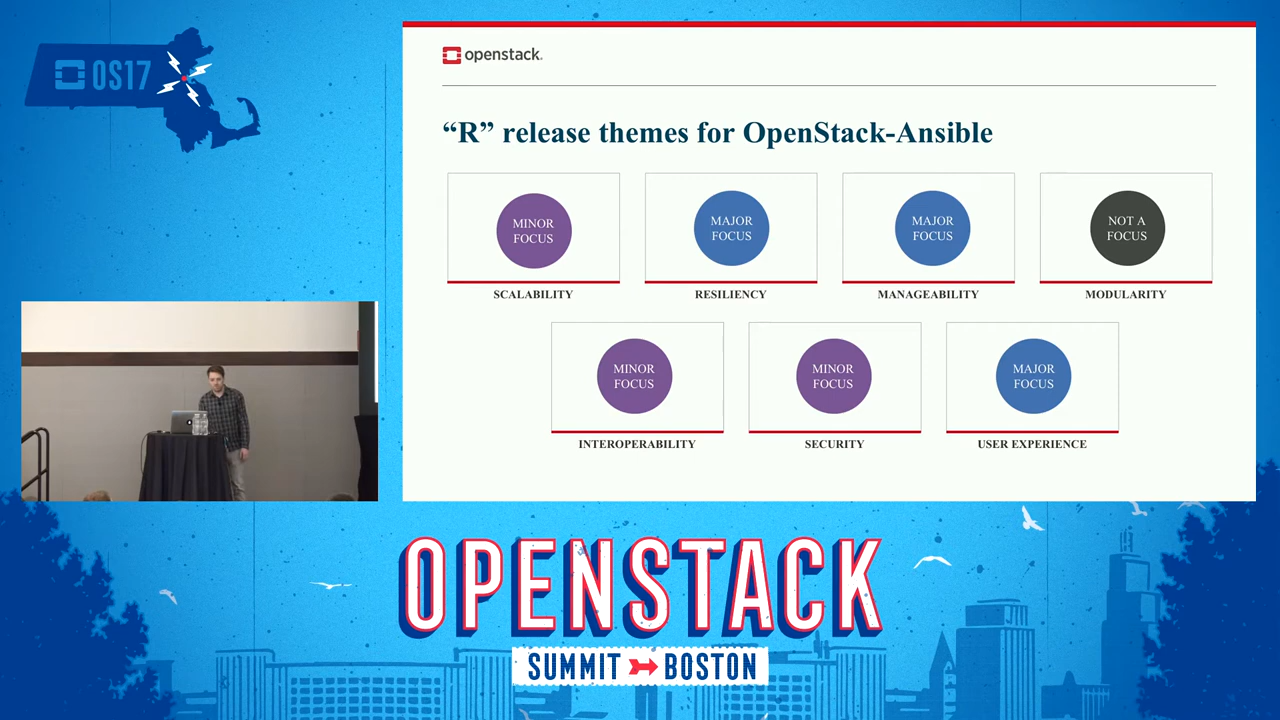 OS17
openstack.
“R” release themes for OpenStack-Ansible
MINOR
FOCUS
SCALABILITY
MAJOR
FOCUS
RESILIENCY
MAJOR
FOCUS
MANAGEABILITY
NOT A
FOCUS
MODULARITY
MINOR
FOCUS
INTEROPERABILITY
MINOR
FOCUS
SECURITY
MAJOR
FOCUS
USER EXPERIENCE
OPENSTACK
SUMMIT BOSTON